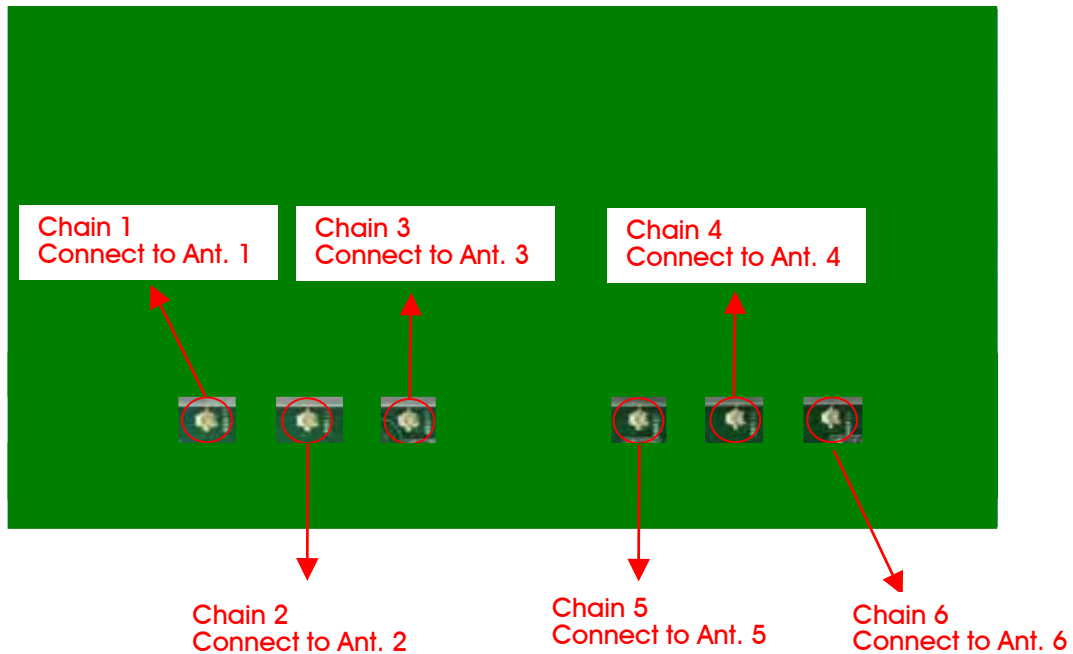 Chain 1
Connect to Ant. 1
Chain 3
Connect to Ant. 3
Chain 4
Connect to Ant. 4
Chain 2
Connect to Ant. 2
Chain 5
Connect to Ant. 5
Chain 6
Connect to Ant. 6